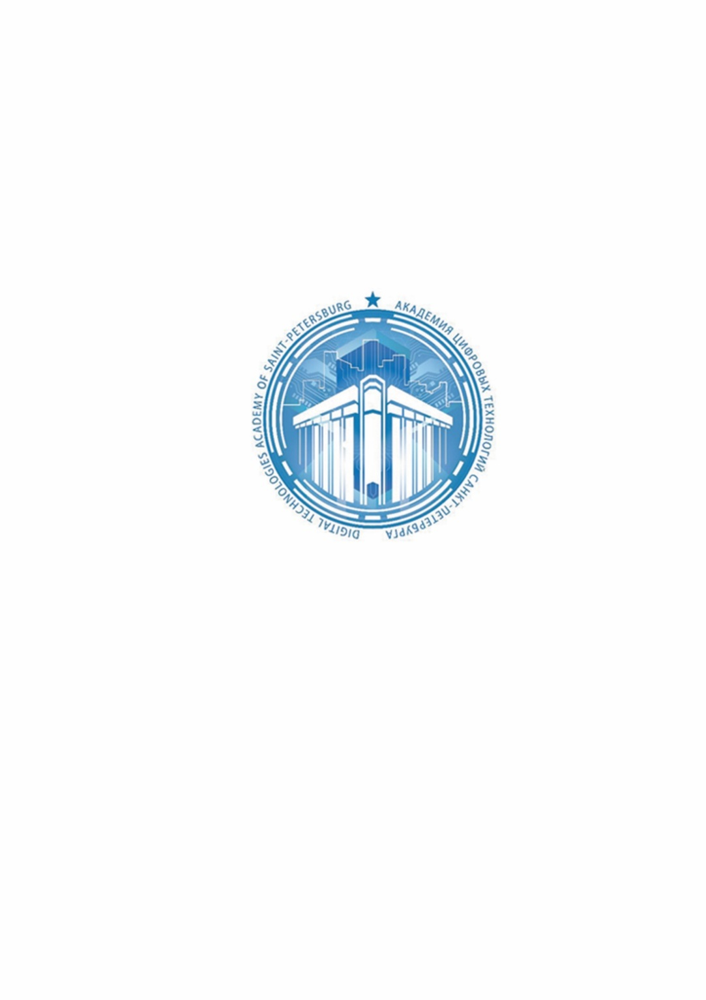 DIGITAL TECHNOLOGIES ACADEMY OF SAINT-PETERSBURG
АКАДЕМИЯ ЦИФРОВЫХ ТЕХНОЛОГИЙ САНКТ-ПЕТЕРБУРГА